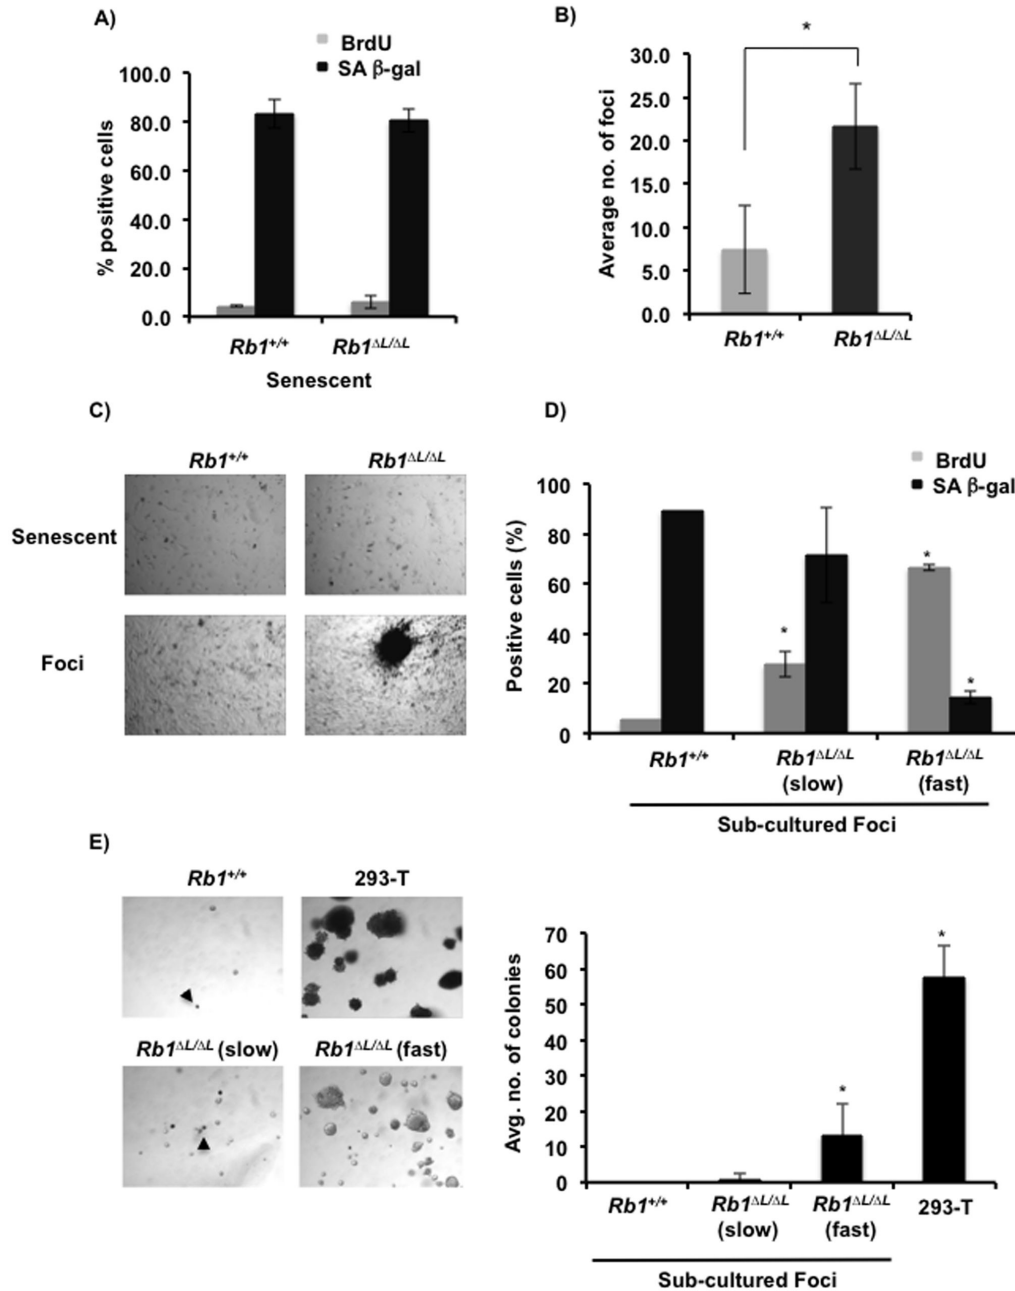 A)
BrdU
SA β-gal
% positive cells
100.0
80.0
60.0
40.0
20.0
0.0
Rb1+/+ Rb1ΔL/ΔL
Senescent
B)
*
Average no. of foci
30.0
25.0
20.0
15.0
10.0
5.0
0.0
Rb1+/+ Rb1ΔL/ΔL
C)
Rb1+/+ Rb1ΔL/ΔL
Senescent
Foci
D)
BrdU
SA β-gal
Positive cells (%)
100
80
60
40
20
0
*
*
*
Rb1+/+ Rb1ΔL/ΔL Rb1ΔL/ΔL
(slow) (fast)
Sub-cultured Foci
E)
Rb1+/+ 293-T
Rb1ΔL/ΔL (slow) Rb1ΔL/ΔL (fast)
Avg. no. of colonies
70
60
50
40
30
20
10
0
*
*
Rb1+/+ Rb1ΔL/ΔL Rb1ΔL/ΔL 293-T
(slow) (fast)
Sub-cultured Foci